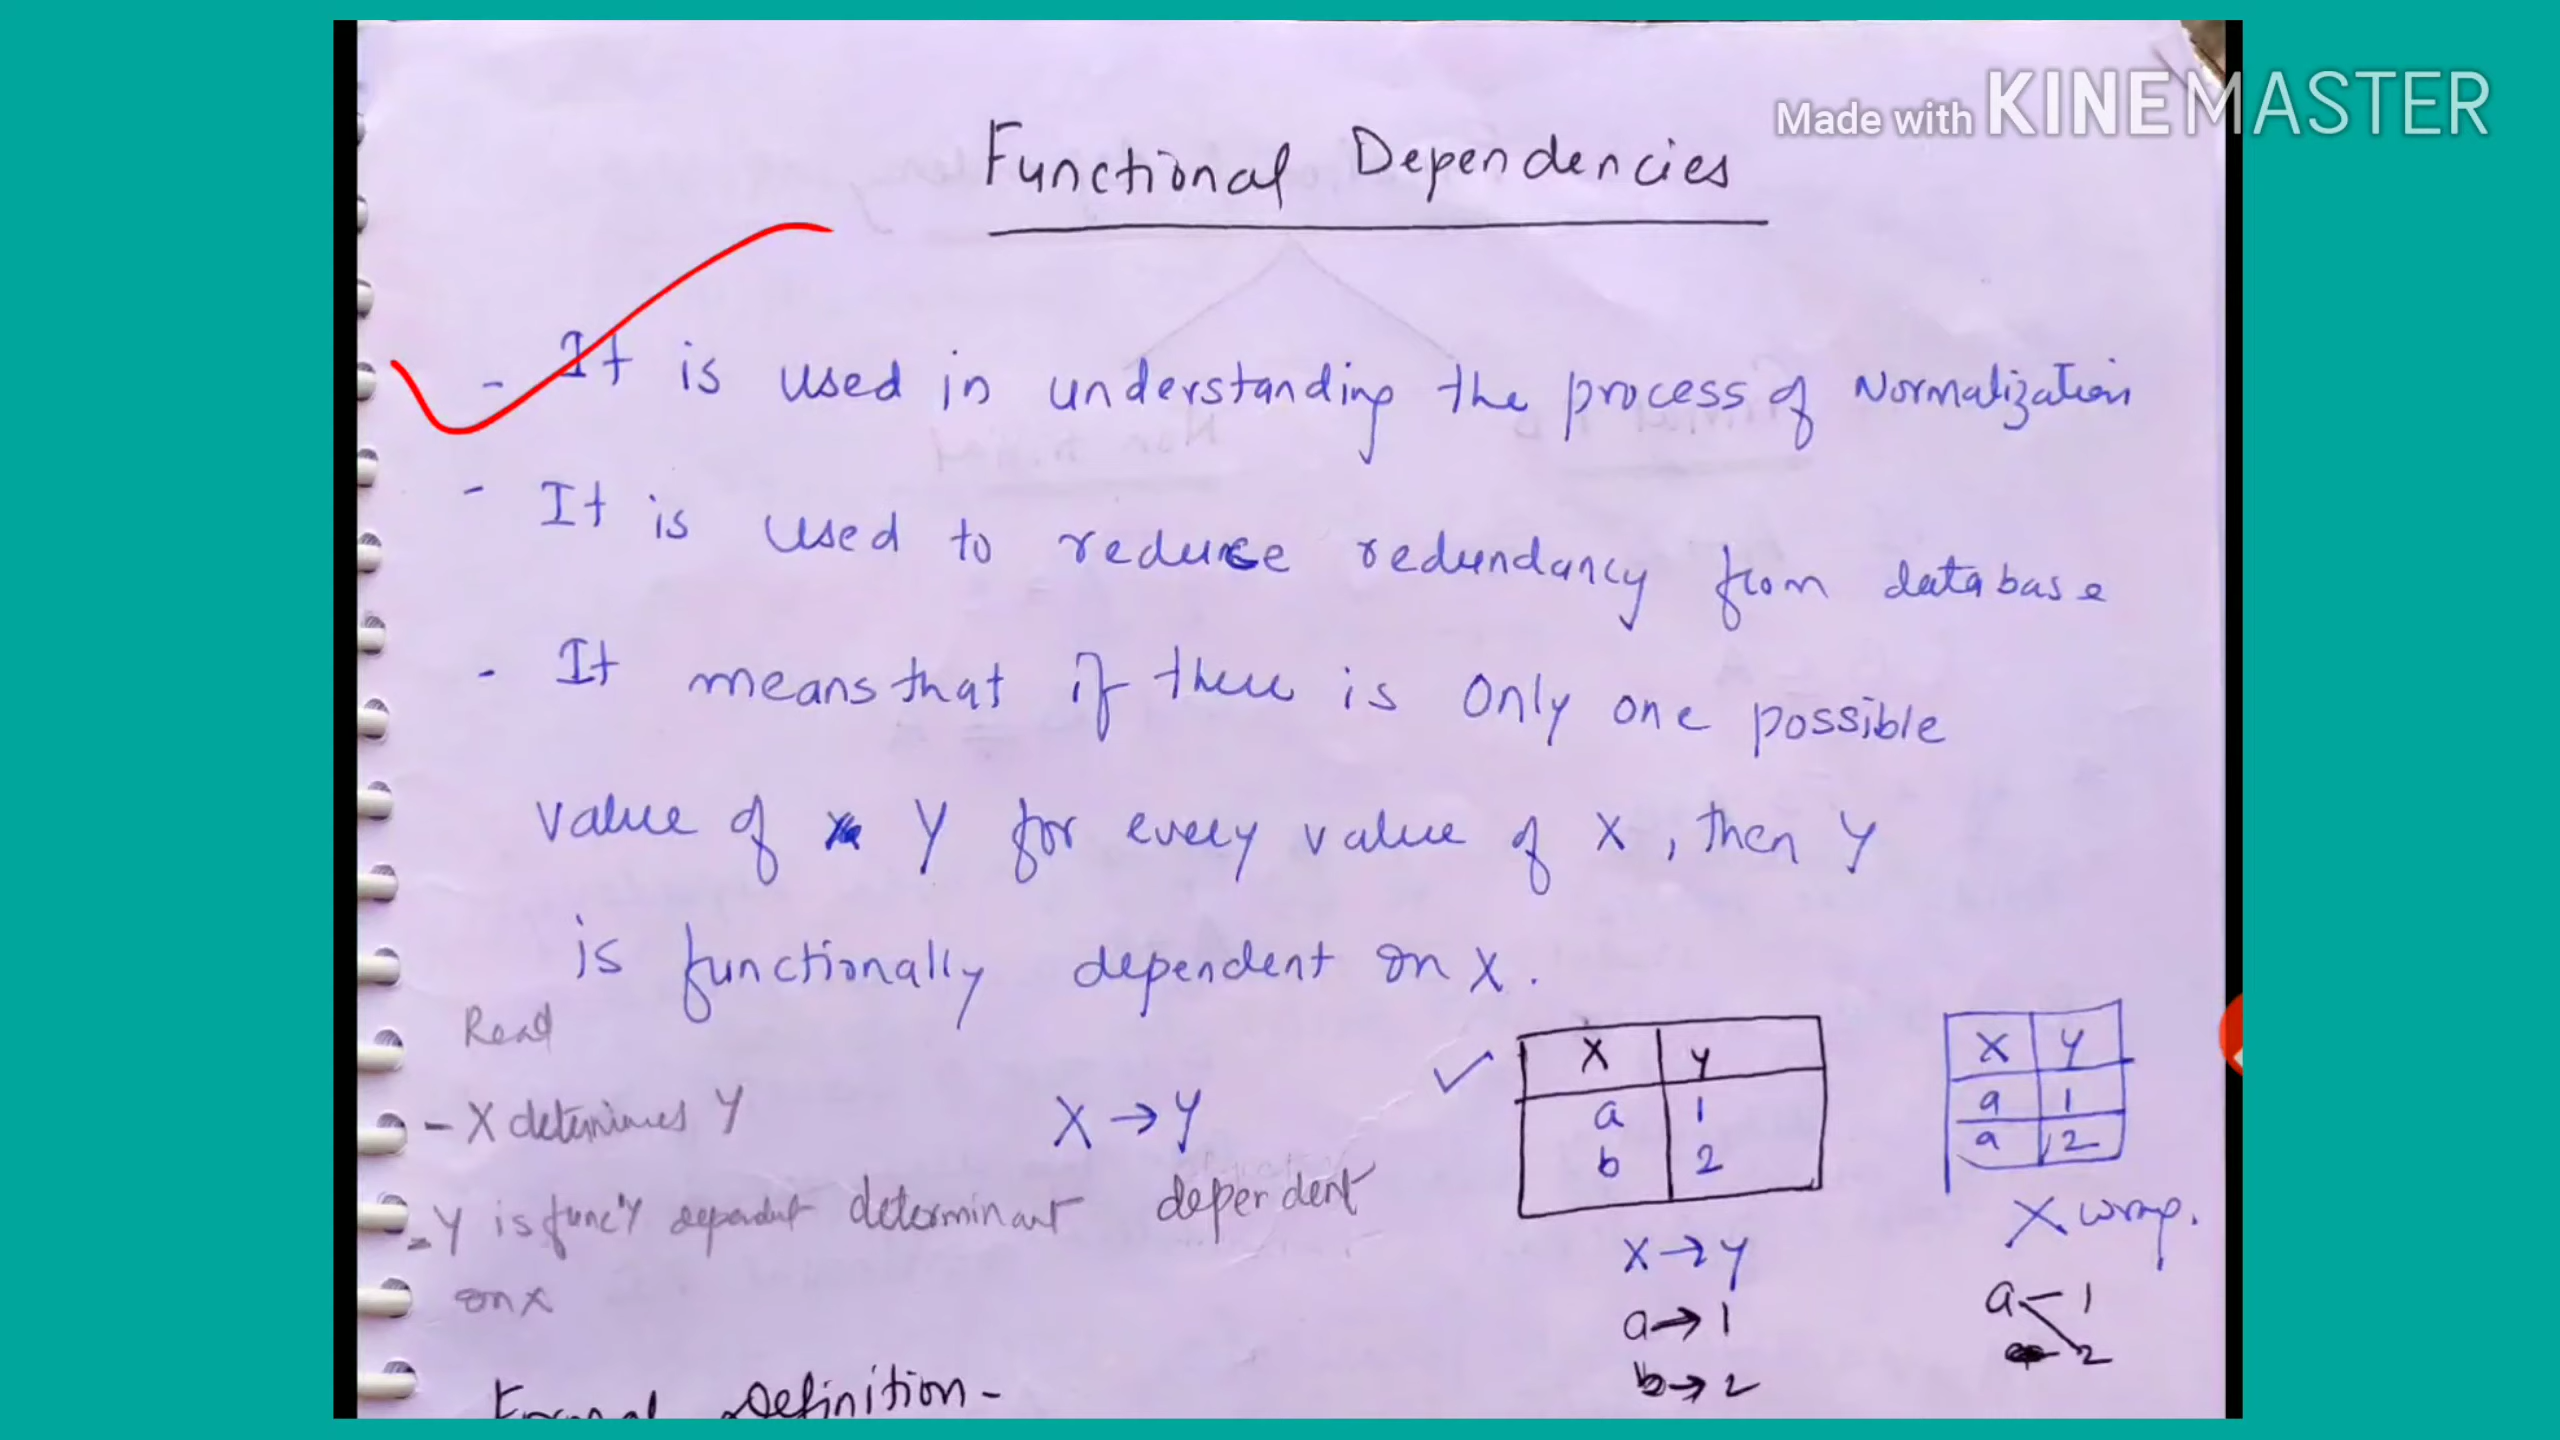 Made with KINEMASTER
Functional Dependencies
- It is used in understanding the process of Normalization
- It is used to reduce redundancy from database
- It means that if there is only one possible
value of Y for every value of X, then Y
is functionally dependent on X.
Read
- X determines Y
X → Y
- Y is func'y dependent
on x
determinant dependent
X Y
a 1
b 2
X → Y
a → 1
b → 2
X Y
a 1
a 2
X wrong.
a 1
2
Formal Definition -